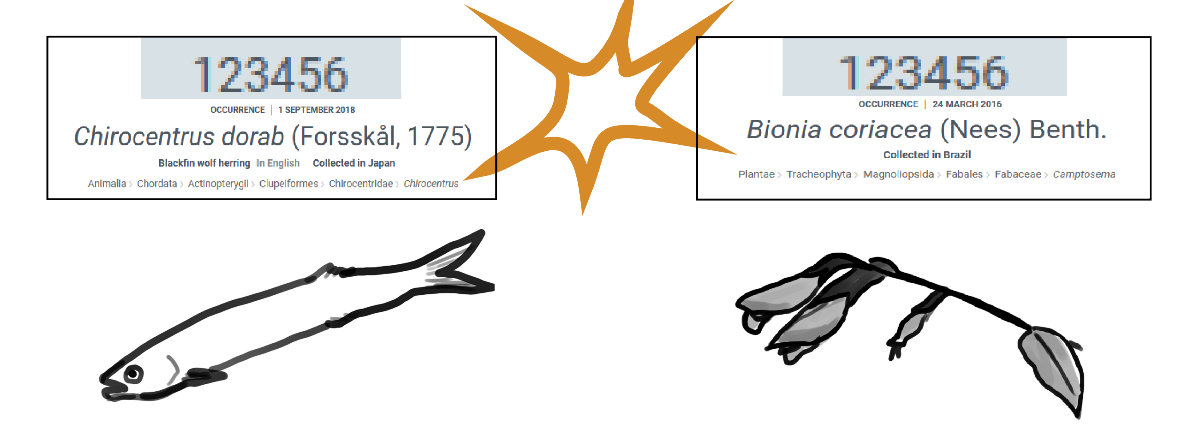 123456
OCCURRENCE | 1 SEPTEMBER 2018
Chirocentrus dorab (Forsskål, 1775)
Blackfin wolf herring In English Collected in Japan
Animalia > Chordata > Actinopterygii > Clupeiformes > Chirocentridae > Chirocentrus
123456
OCCURRENCE | 24 MARCH 2016
Bionia coriacea (Nees) Benth.
Collected in Brazil
Plantae > Tracheophyta > Magnoliopsida > Fabales > Fabaceae > Camptosema